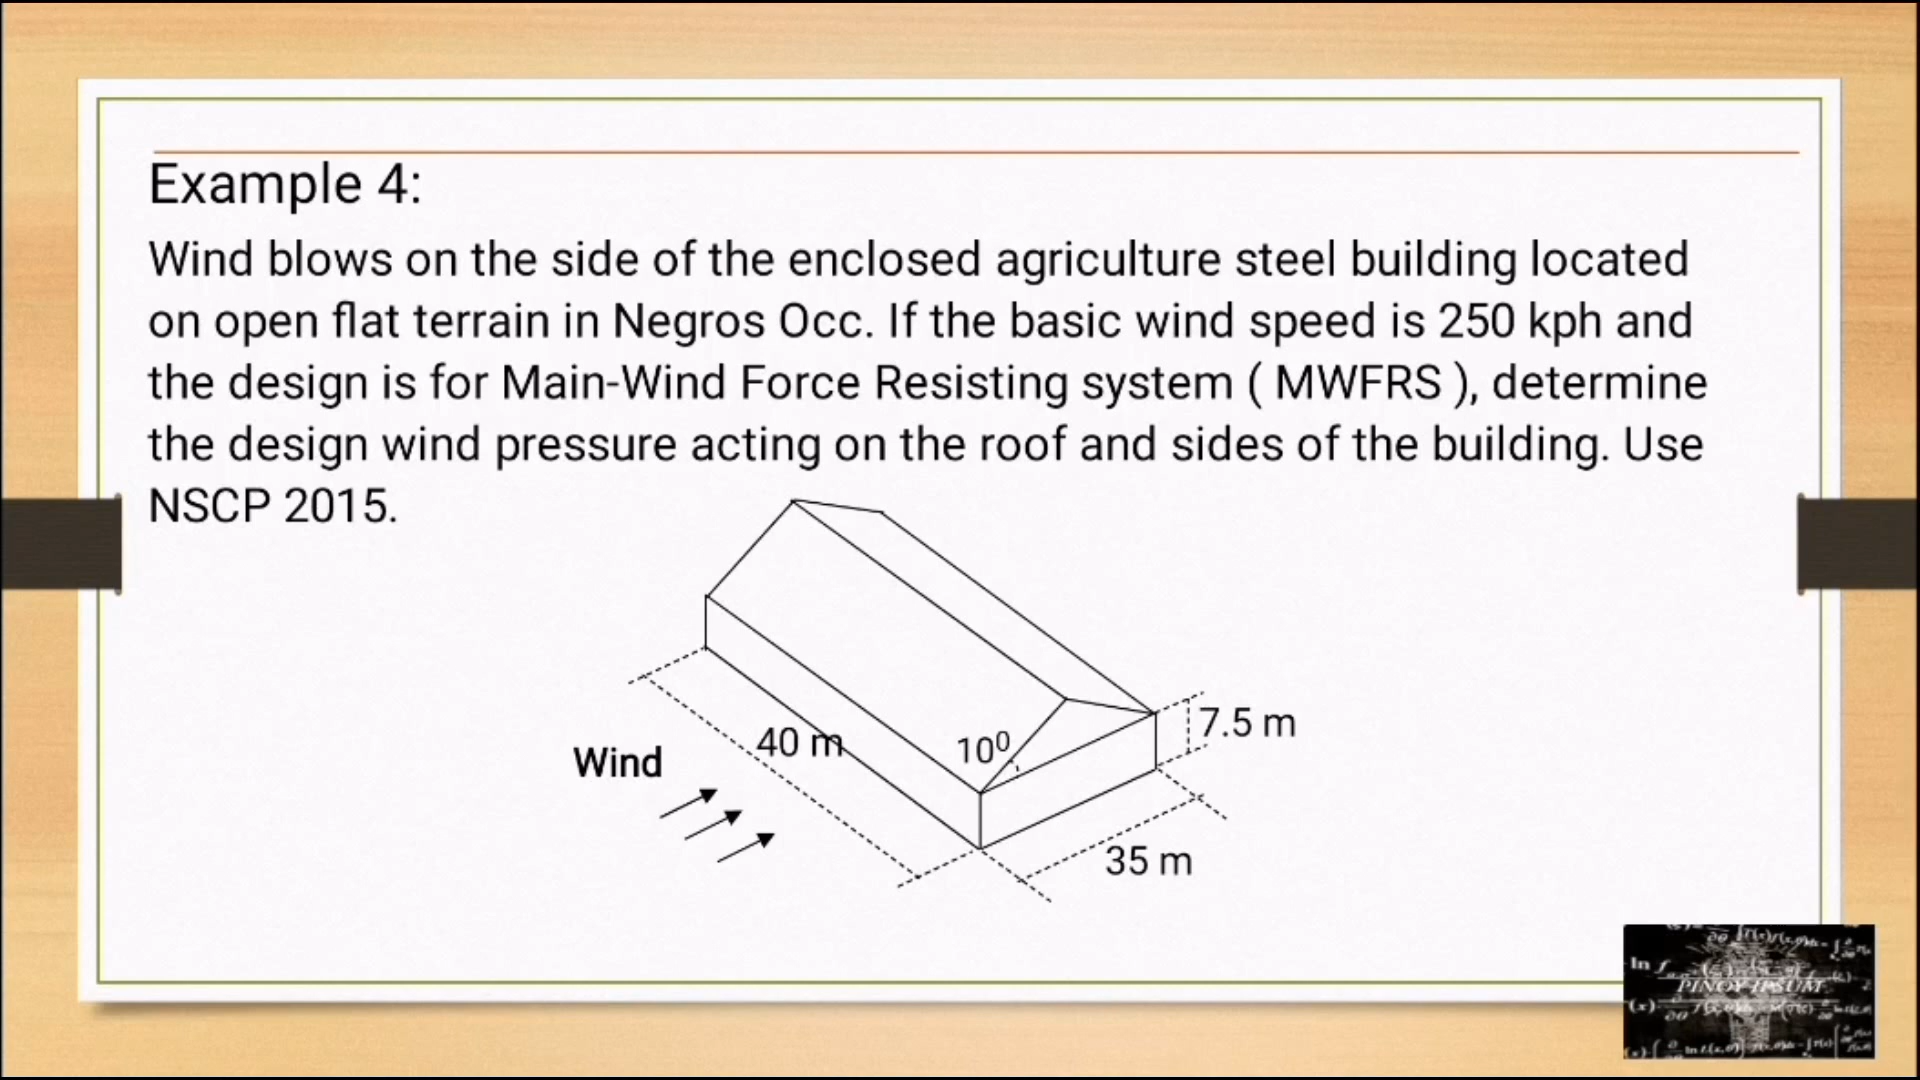 Example 4:
Wind blows on the side of the enclosed agriculture steel building located
on open flat terrain in Negros Occ. If the basic wind speed is 250 kph and
the design is for Main-Wind Force Resisting system ( MWFRS ), determine
the design wind pressure acting on the roof and sides of the building. Use
NSCP 2015.
7.5 m
40 m
10⁰
Wind
35 m
PINOY IPSUM